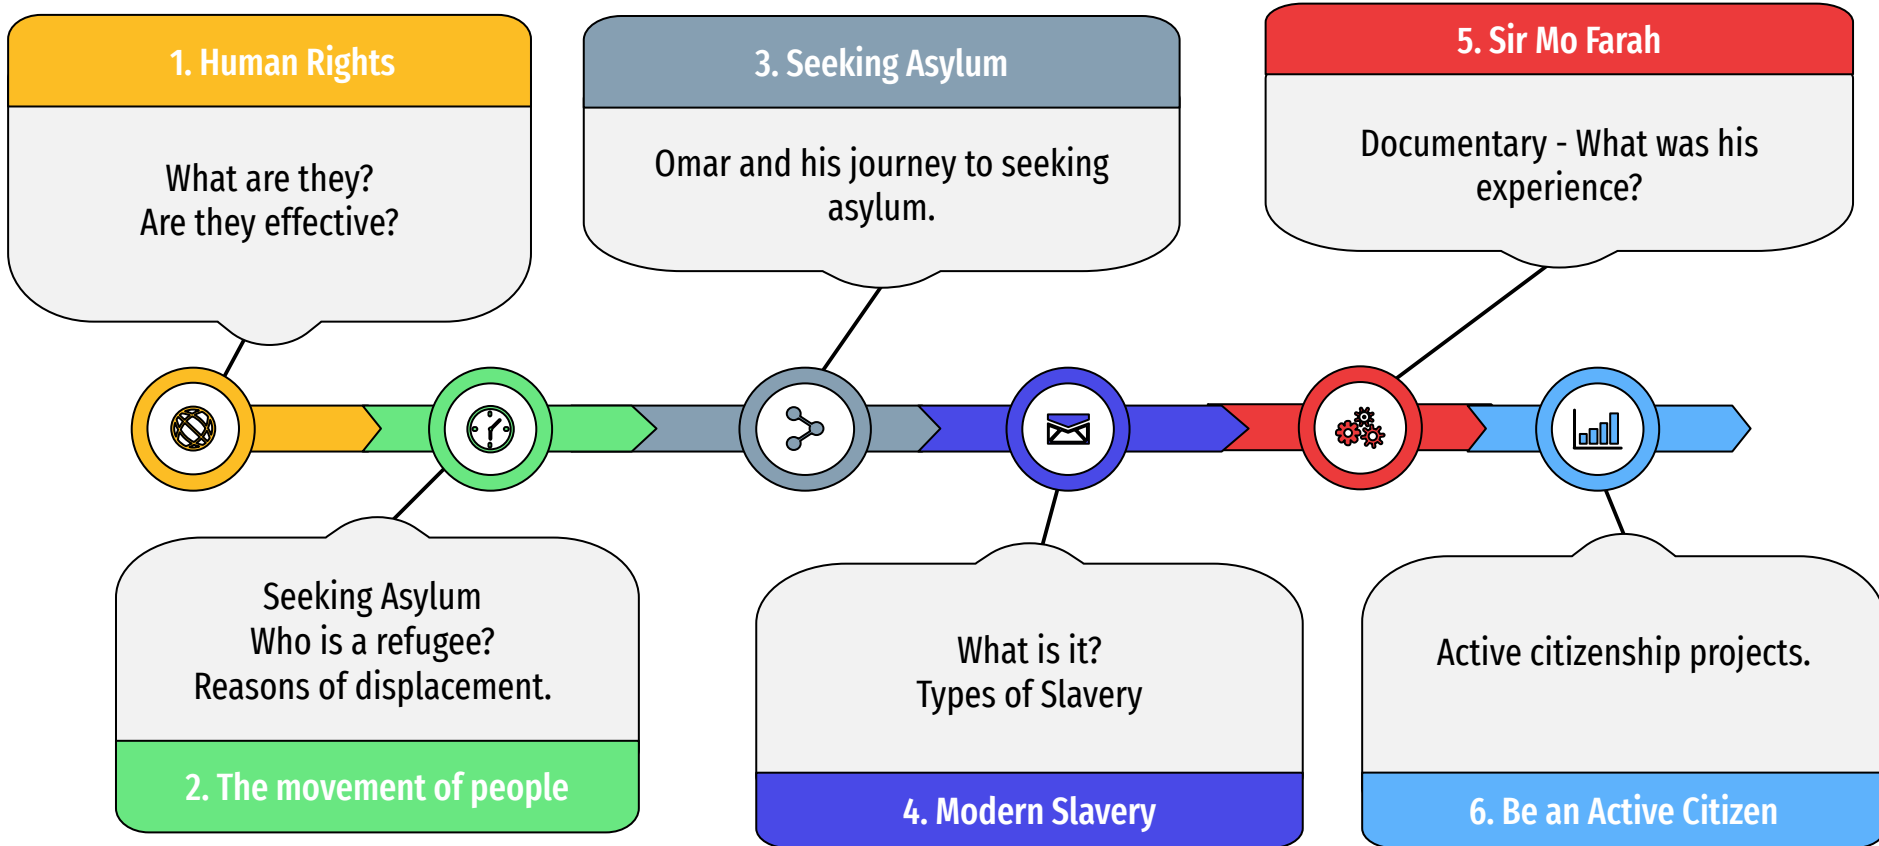 1. Human Rights
What are they?
Are they effective?
Seeking Asylum
Who is a refugee?
Reasons of displacement.
2. The movement of people
3. Seeking Asylum
Omar and his journey to seeking
asylum.
What is it?
Types of Slavery
4. Modern Slavery
5. Sir Mo Farah
Documentary - What was his
experience?
Active citizenship projects.
6. Be an Active Citizen